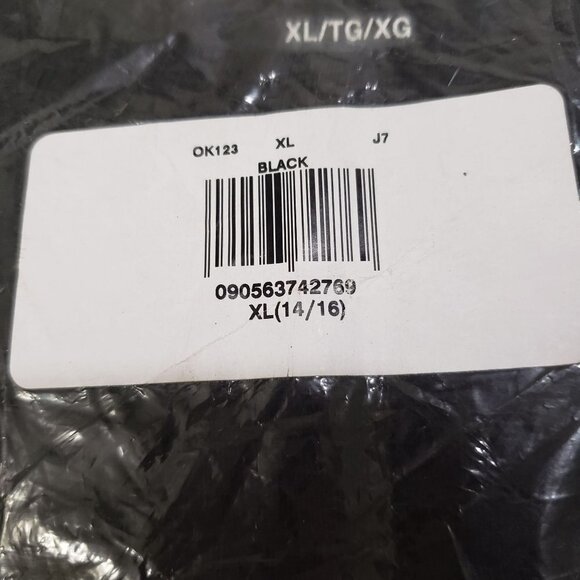 XL/TG/XG
OK123 XL J7
BLACK
090563742769
XL(14/16)